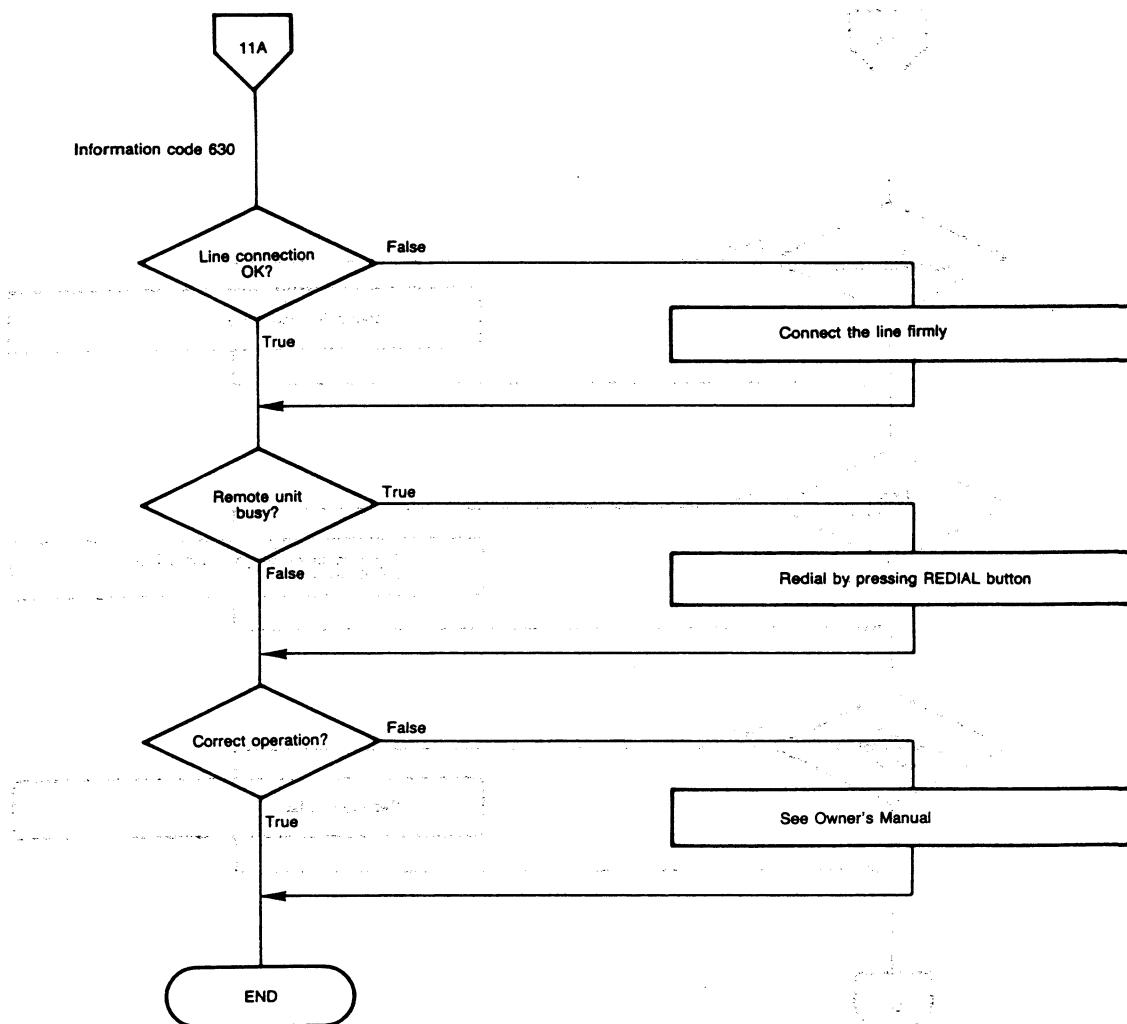 11A
Information code 630
Line connection
OK?
False
True
Connect the line firmly
Remote unit
busy?
True
False
Redial by pressing REDIAL button
Correct operation?
False
True
See Owner's Manual
END